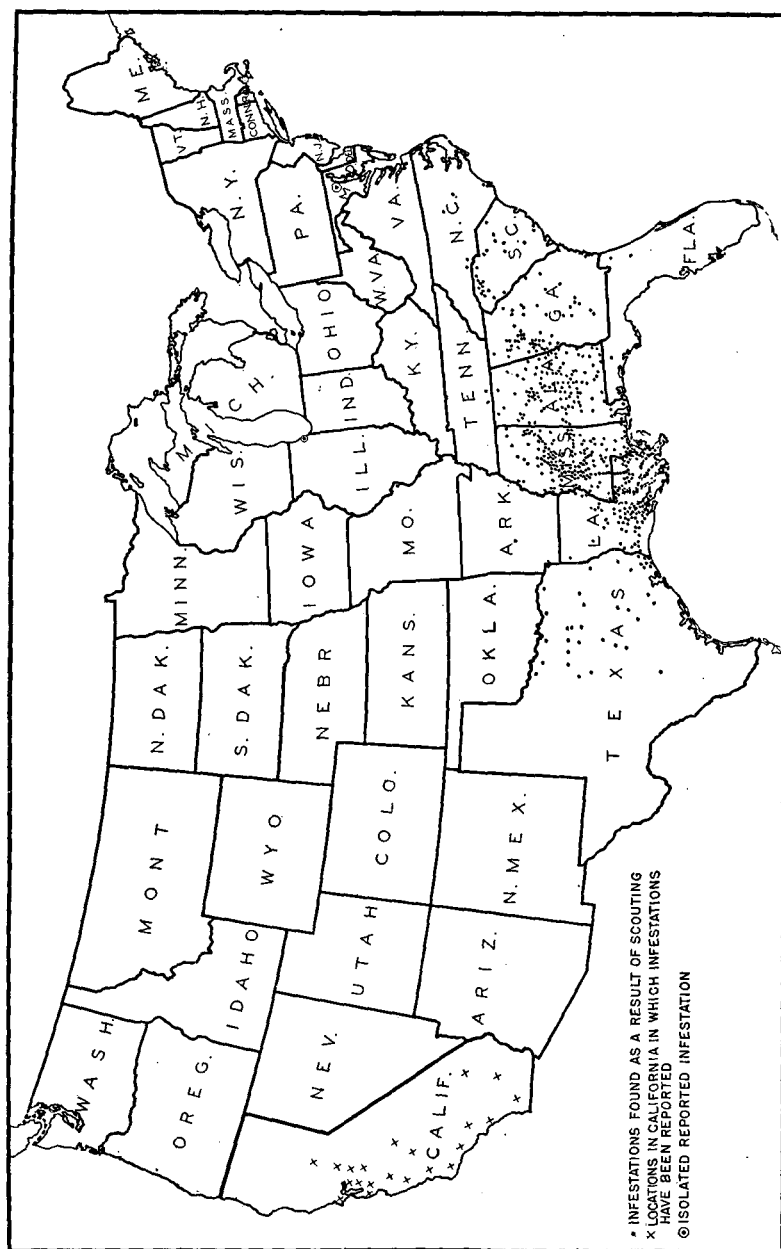 WASH.
OREG.
CALIF.
NEV.
IDAHO
MONT
WYO
UTAH
ARIZ.
COLO.
N. MEX.
N. DAK.
S. DAK.
NEBR
KANS.
OKLA.
TEXAS
MINN.
IOWA
MO.
ARK.
LA.
WIS.
ILL.
MICH.
IND.
OHIO
KY.
TENN
MISS.
ALA
GA.
FLA.
S.C.
N.C.
VA.
W.VA
PA.
N.Y.
N.J.
VT.
N.H.
ME.
MASS.
CONN.
• INFESTATIONS FOUND AS A RESULT OF SCOUTING
x LOCATIONS IN CALIFORNIA IN WHICH INFESTATIONS
HAVE BEEN REPORTED
⊙ ISOLATED REPORTED INFESTATION